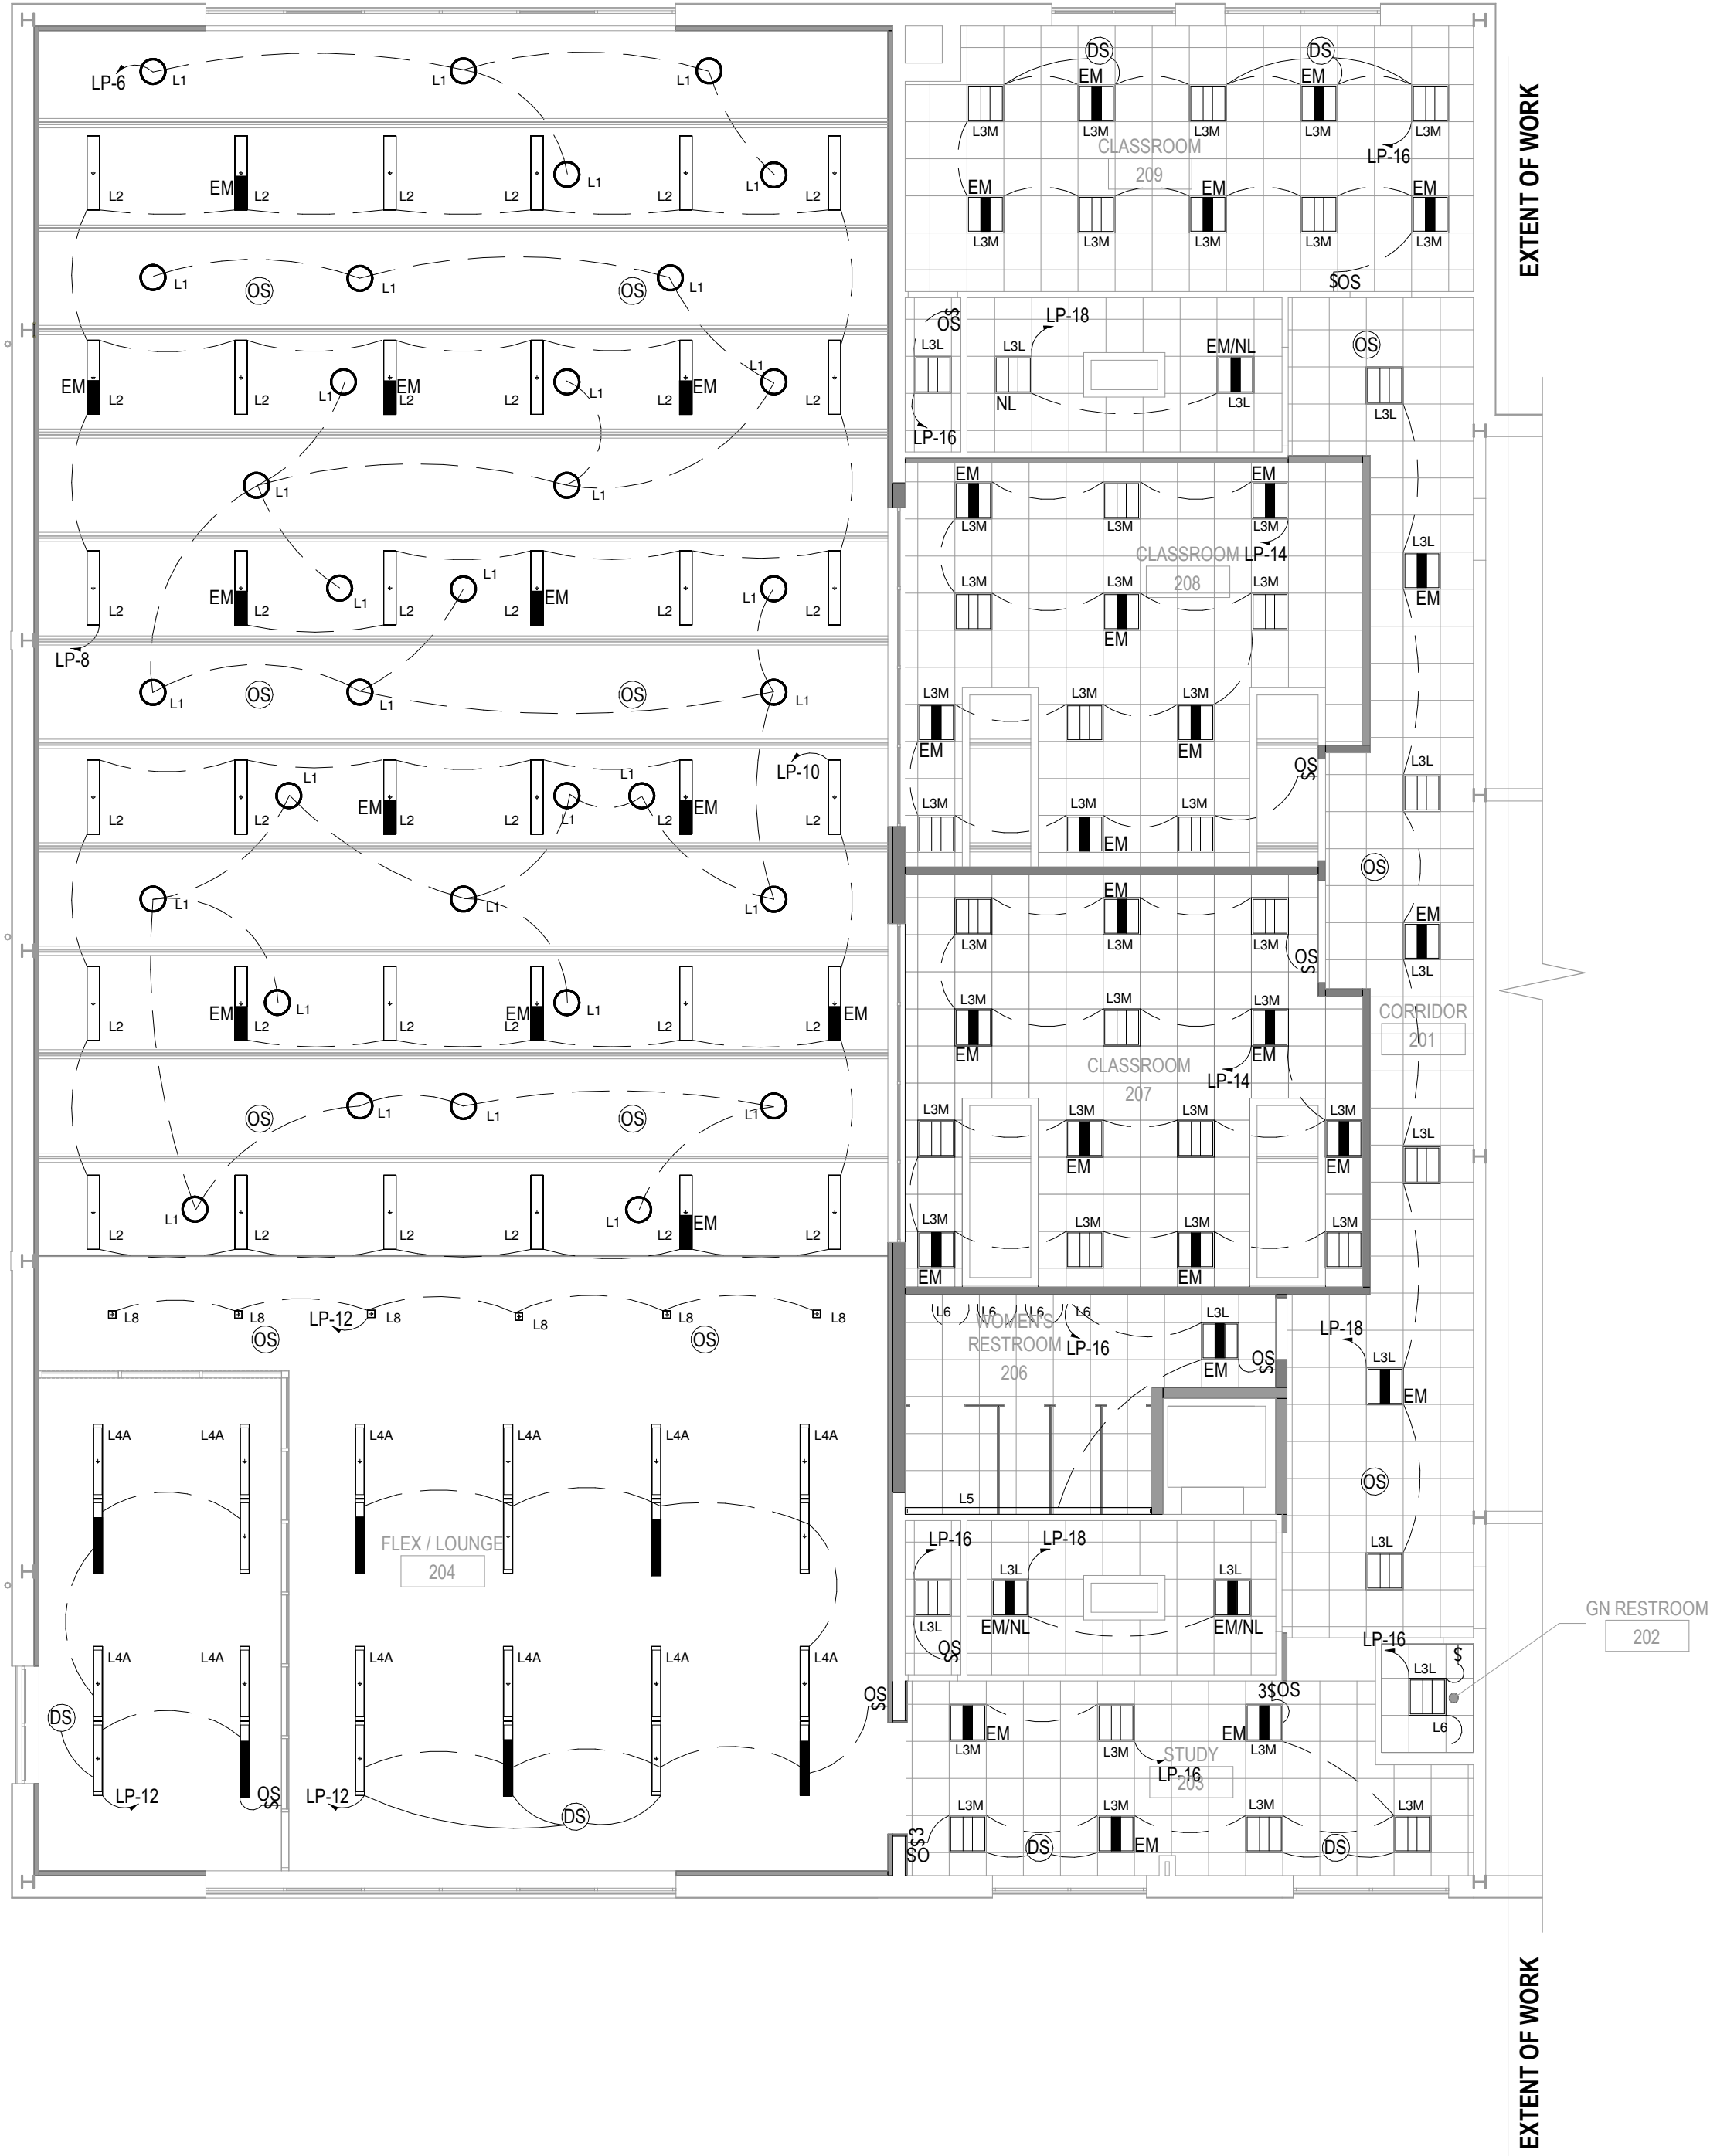 DS
DS
EM
EM
LP-6
L1
L1
L1
L3M
L3M
L3M
L3M
L3M
CLASSROOM
209
LP-16
EM
EM
EM
EM
L2
L2
L2
L1
L2
L1
L2
L3M
L3M
L3M
L3M
L3M
L1
OS
OS
L1
$OS
$
OS
LP-18
L3L
L3L
EM/NL
OS
EM
L2
L2
L1
EM
L2
L1
L2
EM
L1
L2
NL
L3L
L3L
LP-16
EM
EM
L1
L1
L3M
L3M
L3M
CLASSROOM
LP-14
208
L3L
EM
EM
L2
EM
L2
L1
L2
L1
EM
L2
L1
L2
L3M
L3M
L3M
EM
LP-8
L1
OS
L1
OS
L1
L3M
L3M
L3M
EM
EM
LP-10
OS
$
L3L
L2
L2
L1
EM
L2
L1
L1
L2
EM
L2
L3M
L3M
L3M
EM
OS
L1
L1
L1
EM
L3M
L3M
L3M
OS
$
EM
L3L
L2
EM
L2
L1
L2
EM
L2
L1
L2
EM
L2
L3M
L3M
L3M
EM
EM
CORRIDOR
201
CLASSROOM
207
LP-14
OS
L1
L1
OS
L1
L3M
L3M
L3M
L3M
EM
EM
L3L
L2
L1
L2
L2
L1
L2
L2
EM
L2
L3M
L3M
L3M
L3M
EM
EM
L8
L8
LP-12
L8
L8
L8
L8
OS
OS
L6
L6
L6
L6
WOMEN'S
RESTROOM
206
LP-16
L3L
EM
OS
$
LP-18
L3L
EM
L4A
L4A
L4A
L4A
L4A
L4A
OS
L5
FLEX / LOUNGE
204
LP-16
LP-18
L3L
L3L
L3L
L3L
EM/NL
EM/NL
OS
$
GN RESTROOM
202
L4A
L4A
L4A
L4A
L4A
L4A
LP-16
$
L3L
L6
DS
OS
$
3$OS
EM
EM
L3M
L3M
L3M
STUDY
203
LP-16
LP-12
OS
$
LP-12
DS
L3M
L3M
L3M
L3M
$3
SO
DS
EM
DS
EXTENT OF WORK
EXTENT OF WORK